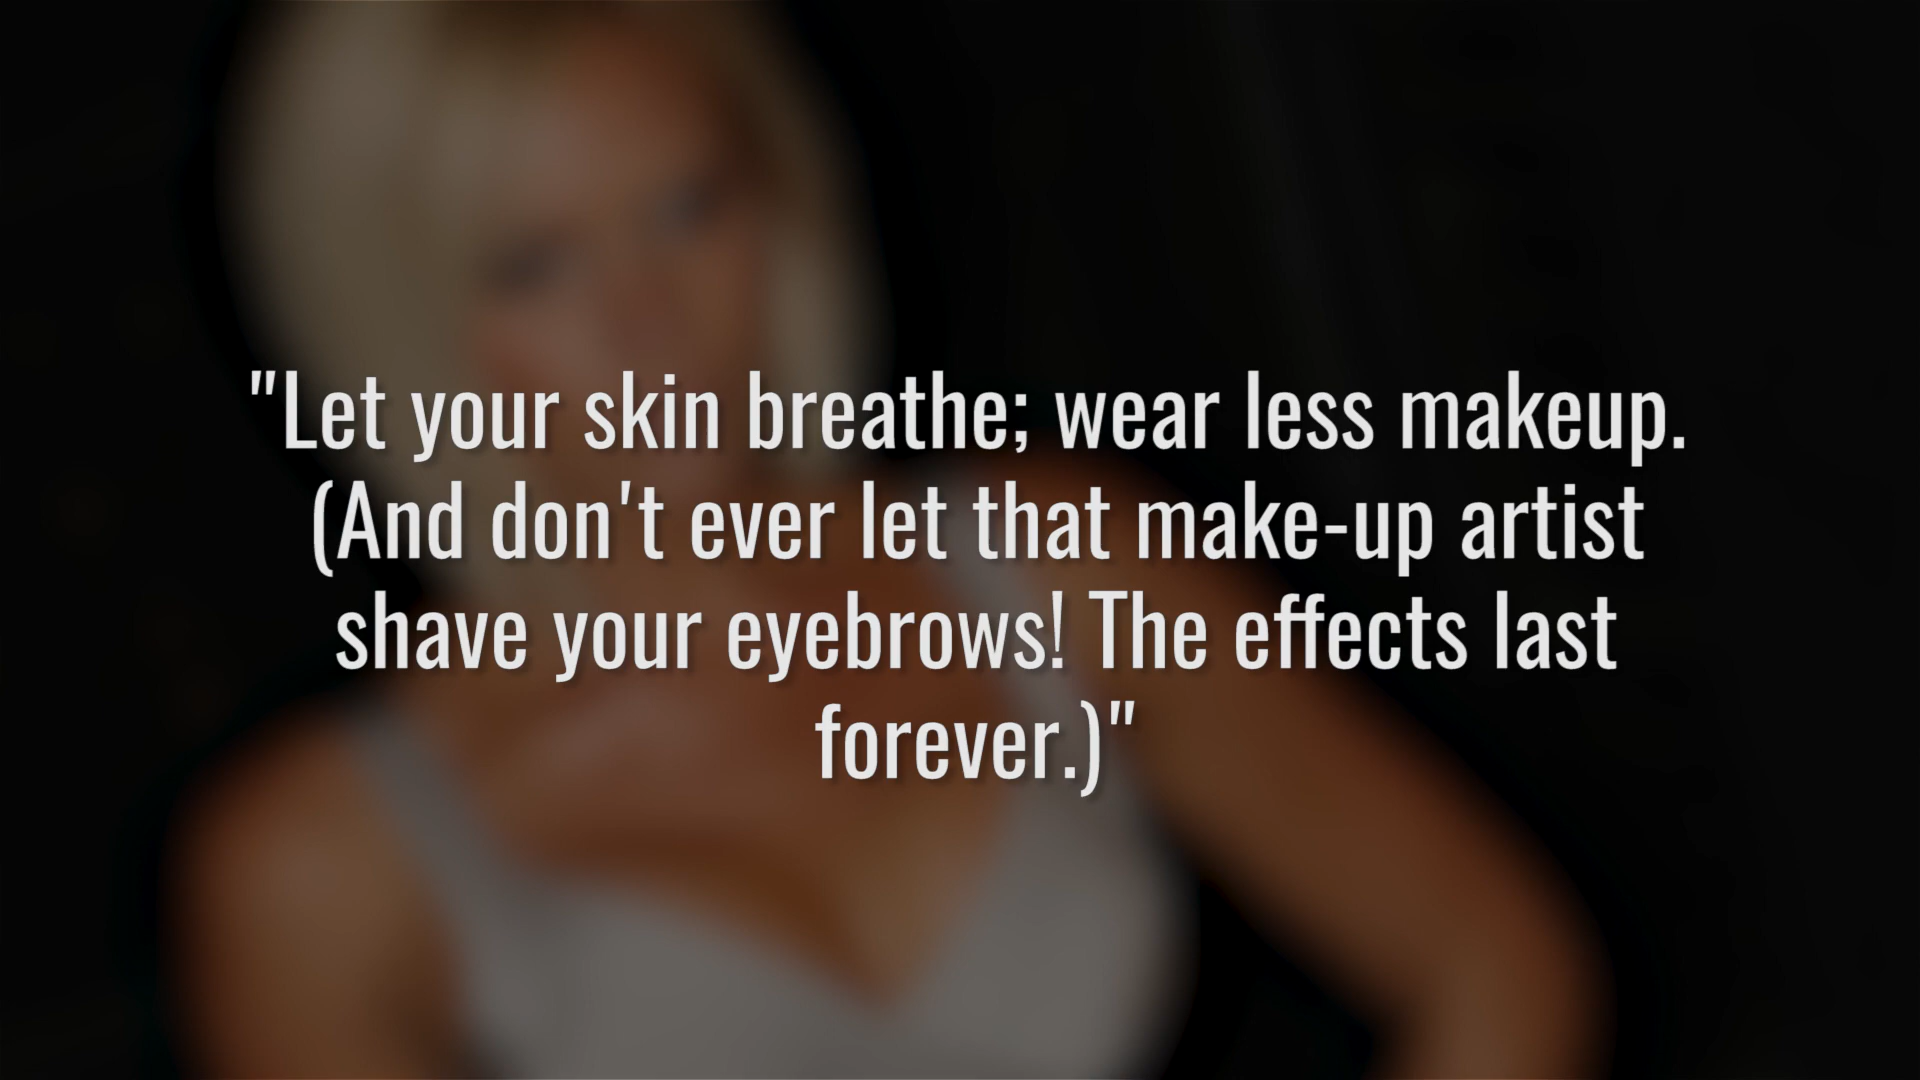 "Let your skin breathe; wear less makeup.
(And don't ever let that make-up artist
shave your eyebrows! The effects last
forever.)"